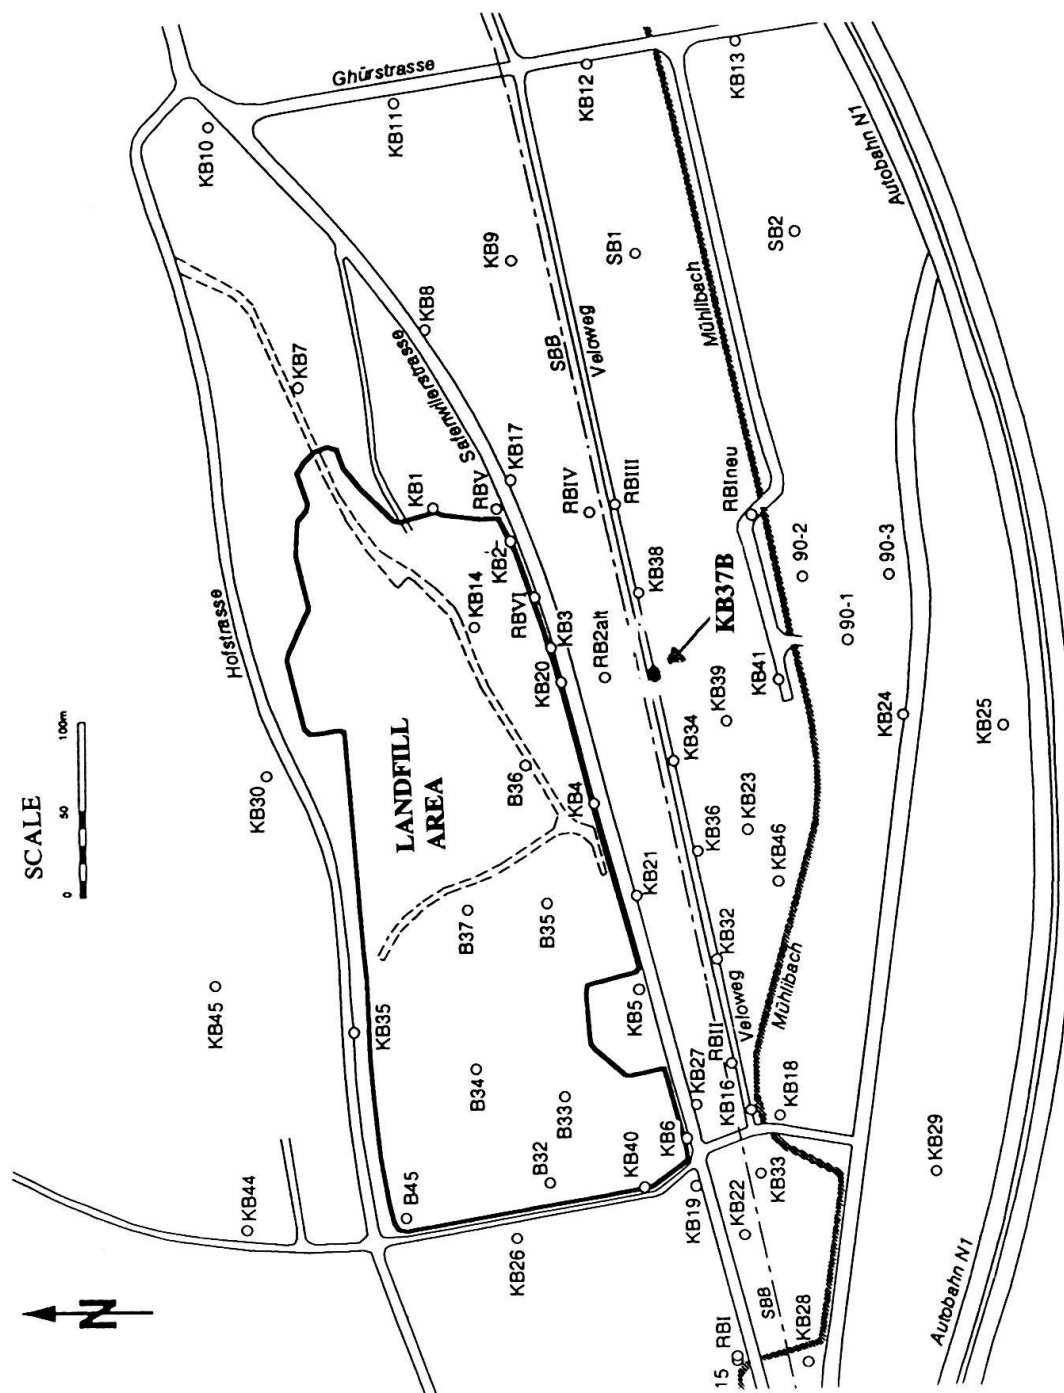 SCALE
0 50 100m
N
LANDFILL
AREA
KB37B
Hofstrasse
Ghürstrasse
Safenwilerstrasse
SBB
Veloweg
Mühlibach
Autobahn N1
Veloweg
Mühlibach
SBB
Autobahn N1
KB44
KB45
KB30
KB7
KB10
KB35
B45
B34
B37
B36
KB14
KB1
KB8
KB11
KB26
B32
B33
B35
KB2
RBV
KB17
KB9
KB12
KB13
KB40
KB6
KB5
KB21
KB4
KB20
KB3
RBVI
RB2alt
RBIV
RBIII
SB1
SB2
KB19
KB27
RBII
KB32
KB36
KB34
KB38
KB22
KB33
KB16
KB18
KB46
KB23
KB39
KB41
RBIneu
15
RBI
KB28
KB29
90-1
90-2
90-3
KB24
KB25